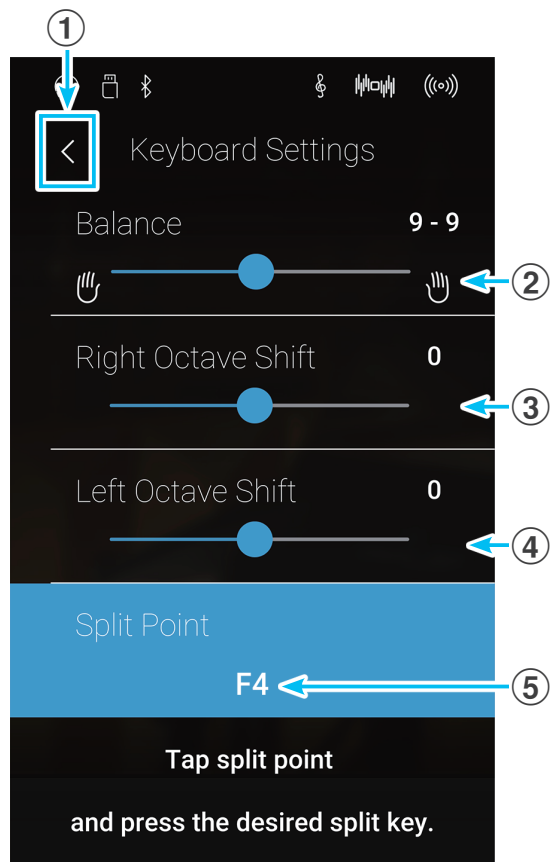 ①
Keyboard Settings
Balance 9 - 9
②
Right Octave Shift 0
③
Left Octave Shift 0
④
Split Point
F4
⑤
Tap split point
and press the desired split key.